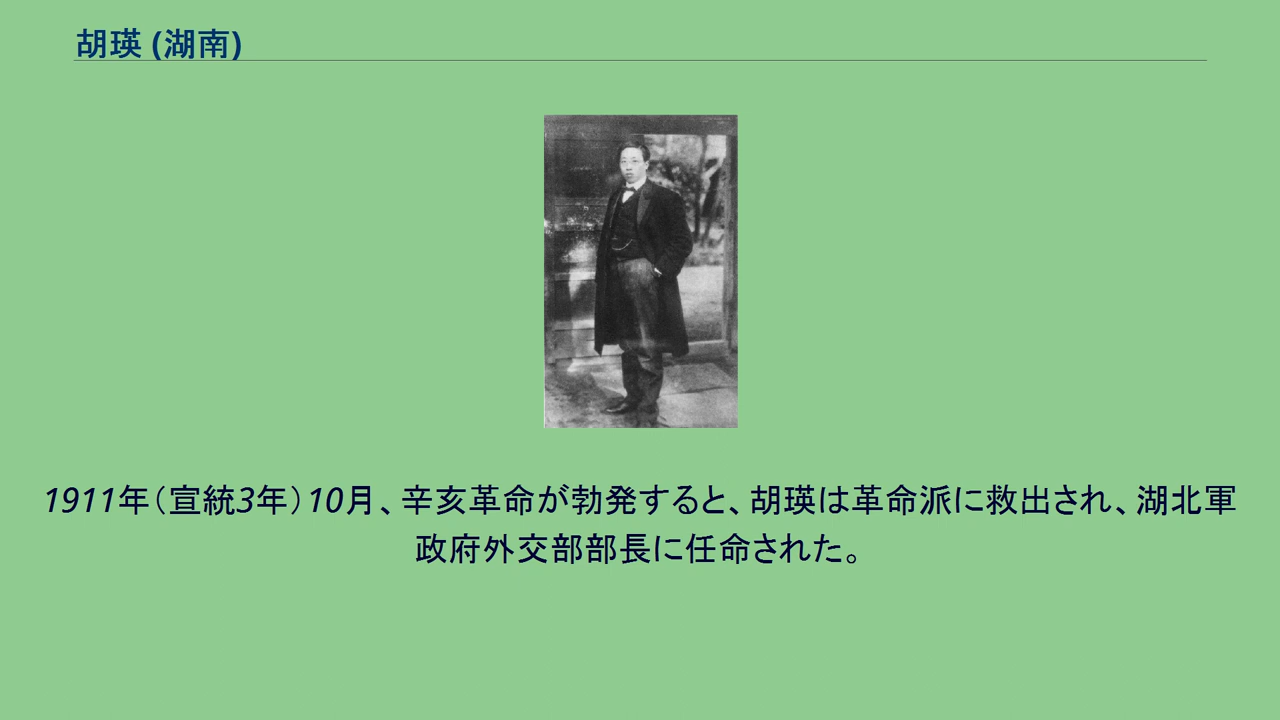 胡瑛 (湖南)
1911年（宣統3年）10月、辛亥革命が勃発すると、胡瑛は革命派に救出され、湖北軍
政府外交部部長に任命された。